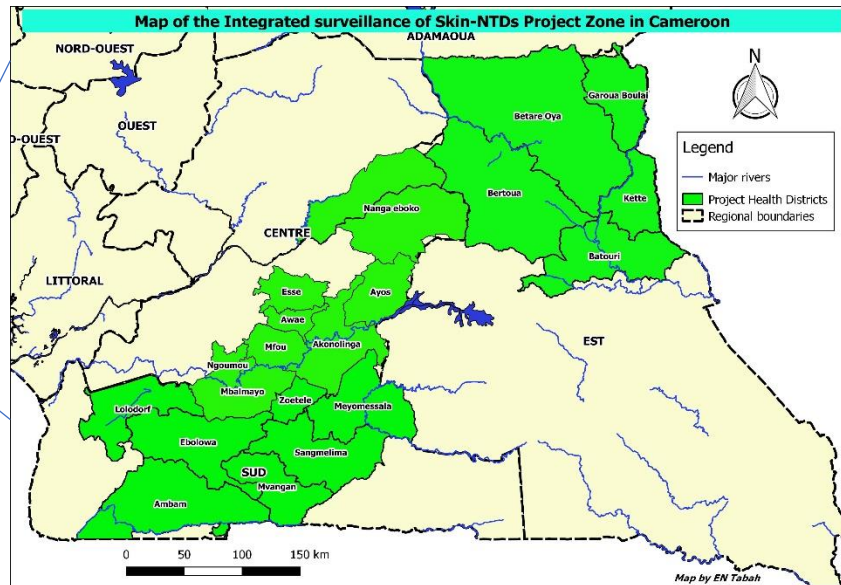 Map of the Integrated surveillance of Skin-NTDs Project Zone in Cameroon
ADAMAOUA
NORD-OUEST
N
Garoua Boulai
Betare Oya
OUEST
D-OUEST
Legend
Major rivers
Project Health Districts
Regional boundaries
Bertoua
Kette
Nanga eboko
CENTRE
Batouri
LITTORAL
Esse
Ayos
Awae
EST
Mfou
Akonolinga
Ngoumou
Mbalmayo
Zoetele
Meyomessala
Lolodorf
Ebolowa
Sangmelima
SUD
Mvangan
Ambam
0 50 100 150 km
Map by EN Tabah